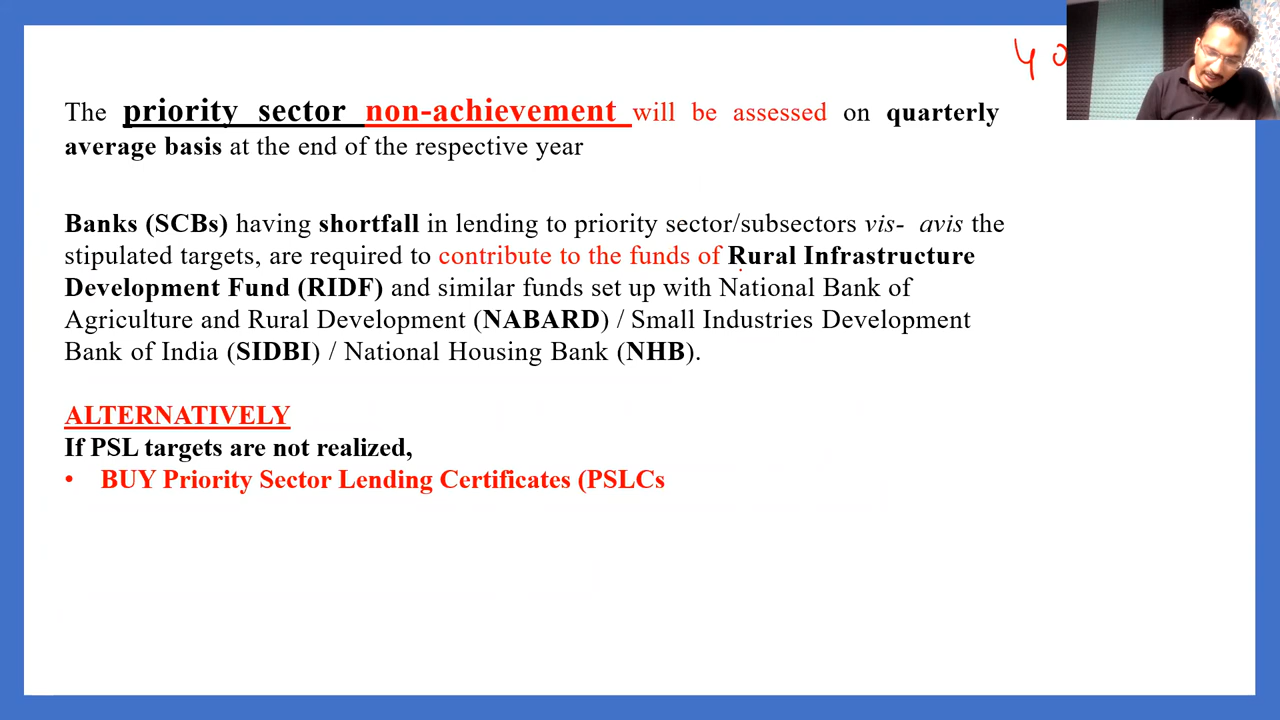 40
The priority sector non-achievement will be assessed on quarterly
average basis at the end of the respective year
Banks (SCBs) having shortfall in lending to priority sector/subsectors vis- avis the
stipulated targets, are required to contribute to the funds of Rural Infrastructure
Development Fund (RIDF) and similar funds set up with National Bank of
Agriculture and Rural Development (NABARD) / Small Industries Development
Bank of India (SIDBI) / National Housing Bank (NHB).
ALTERNATIVELY
If PSL targets are not realized,
• BUY Priority Sector Lending Certificates (PSLCs